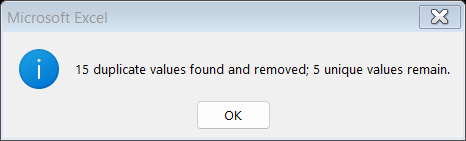 Microsoft Excel
15 duplicate values found and removed; 5 unique values remain.
OK